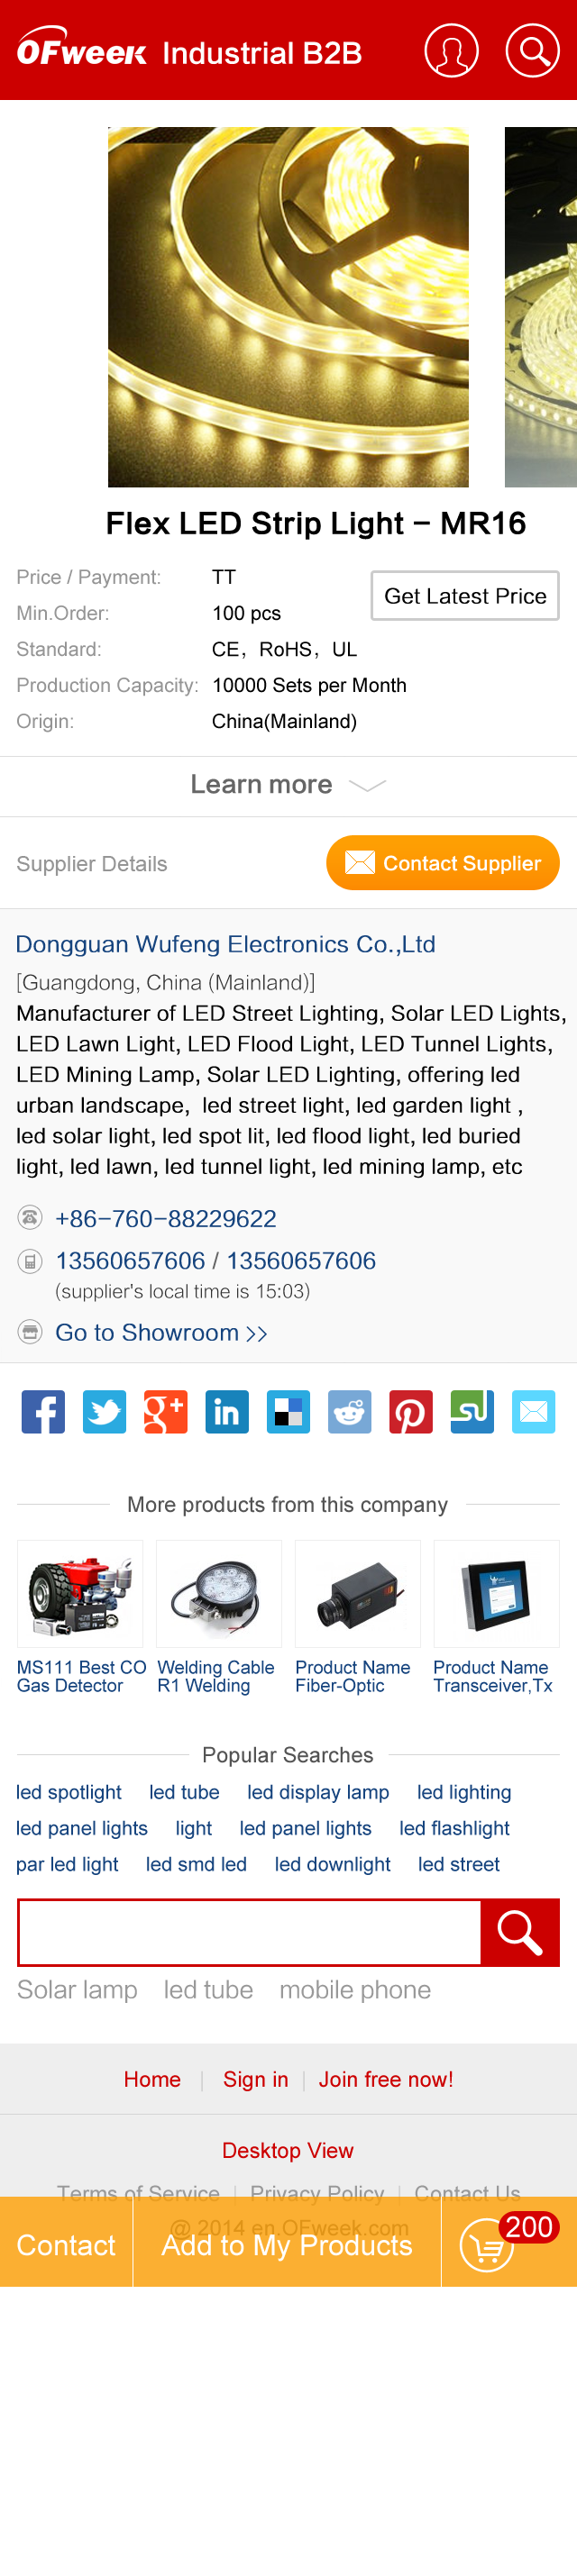 OFweek Industrial B2B
Flex LED Strip Light - MR16
Price / Payment: TT
Get Latest Price
Min.Order: 100 pcs
Standard: CE, RoHS, UL
Production Capacity: 10000 Sets per Month
Origin: China(Mainland)
Learn more
Supplier Details
Contact Supplier
Dongguan Wufeng Electronics Co.,Ltd
[Guangdong, China (Mainland)]
Manufacturer of LED Street Lighting, Solar LED Lights,
LED Lawn Light, LED Flood Light, LED Tunnel Lights,
LED Mining Lamp, Solar LED Lighting, offering led
urban landscape, led street light, led garden light ,
led solar light, led spot lit, led flood light, led buried
light, led lawn, led tunnel light, led mining lamp, etc
+86-760-88229622
13560657606 / 13560657606
(supplier's local time is 15:03)
Go to Showroom >>
More products from this company
MS111 Best CO
Gas Detector
Welding Cable
R1 Welding
Product Name
Fiber-Optic
Product Name
Transceiver,Tx
Popular Searches
led spotlight led tube led display lamp led lighting
led panel lights light led panel lights led flashlight
par led light led smd led led downlight led street
Solar lamp led tube mobile phone
Home | Sign in | Join free now!
Desktop View
Terms of Service | Privacy Policy | Contact Us
@ 2014 en.OFweek.com
Contact
Add to My Products
200